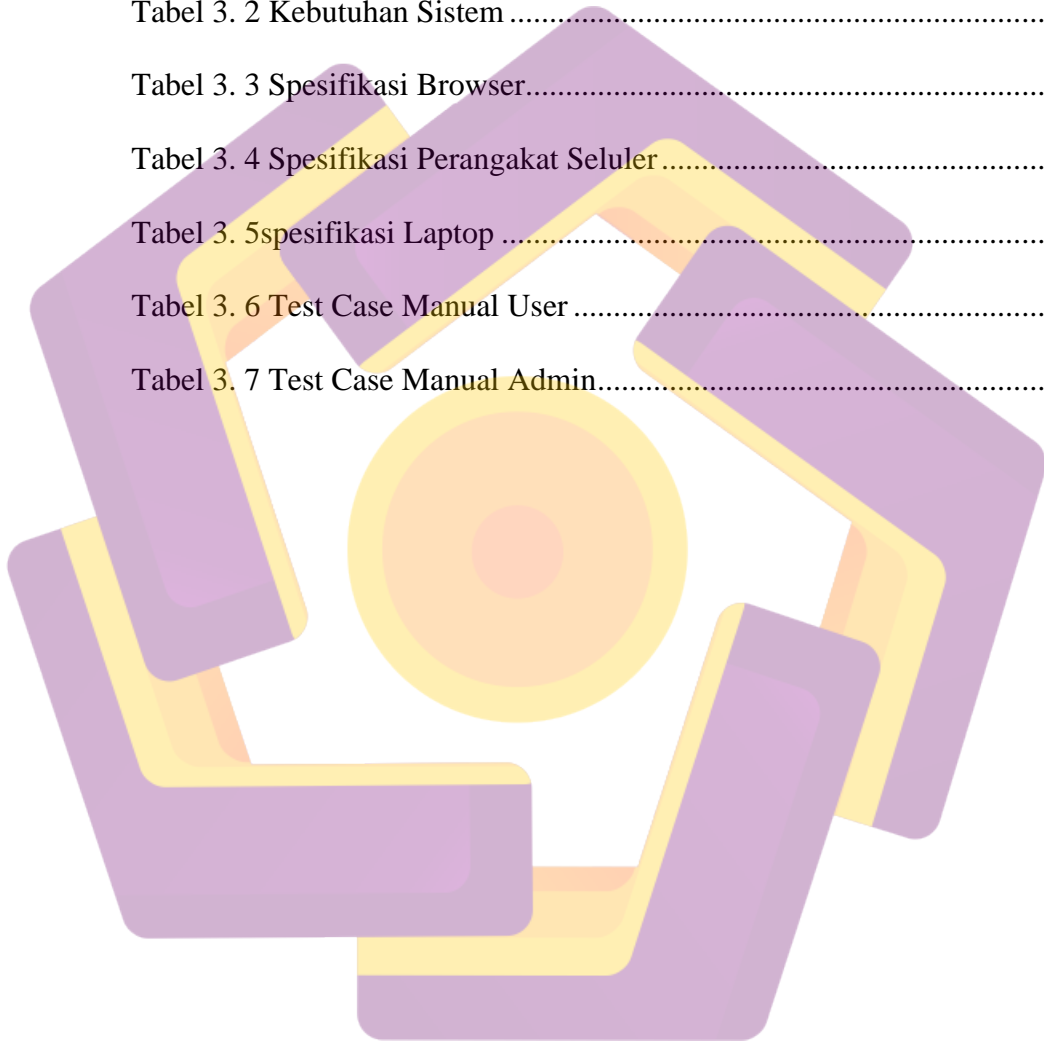 Tabel 3. 2 Kebutuhan Sistem ...................................................................
Tabel 3. 3 Spesifikasi Browser.................................................................
Tabel 3. 4 Spesifikasi Perangakat Seluler ................................................
Tabel 3. 5spesifikasi Laptop ....................................................................
Tabel 3. 6 Test Case Manual User ...........................................................
Tabel 3. 7 Test Case Manual Admin........................................................